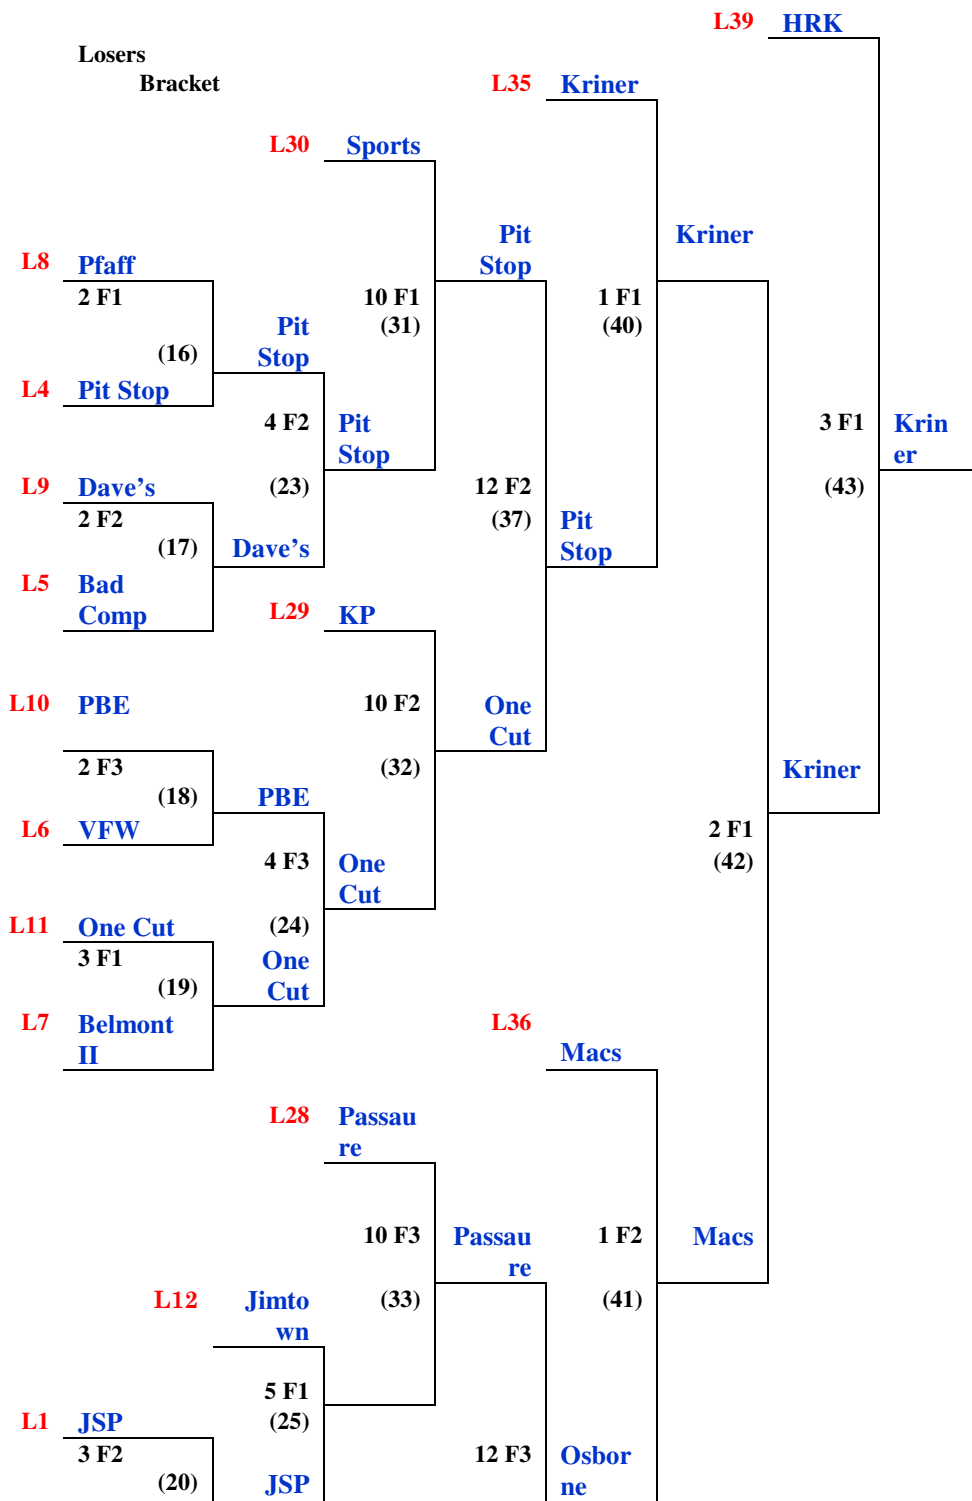 L39 HRK
Losers
Bracket
L35 Kriner
L30 Sports
Pit
Stop
Kriner
L8 Pfaff
2 F1
10 F1
1 F1
(31)
(40)
Pit
Stop
(16)
L4 Pit Stop
4 F2
Pit
Stop
3 F1
Krin
er
L9 Dave's
(23)
12 F2
(43)
2 F2
(37)
Pit
Stop
(17)
Dave's
L5 Bad
Comp
L29 KP
L10 PBE
10 F2
One
Cut
2 F3
(32)
Kriner
(18)
PBE
L6 VFW
2 F1
4 F3
One
Cut
(42)
L11 One Cut
(24)
3 F1
One
Cut
(19)
L7 Belmont
II
L36
Macs
L28 Passau
re
10 F3
Passau
re
1 F2
Macs
L12 Jimto
wn
(33)
(41)
5 F1
L1 JSP
(25)
3 F2
12 F3
Osbor
ne
(20)
JSP